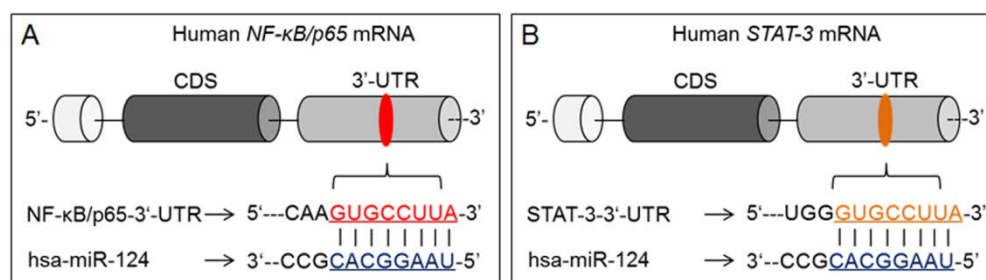 A
Human NF-κB/p65 mRNA
CDS
3’-UTR
5’-
--3’
NF-κB/p65-3‘-UTR → 5‘---CAAGUGCCUUA-3’
hsa-miR-124 → 3‘--CCGCACGGAAU-5’
B
Human STAT-3 mRNA
CDS
3’-UTR
5’-
--3’
STAT-3-3’-UTR → 5‘---UGGGUGCCUUA-3’
hsa-miR-124 → 3‘--CCGCACGGAAU-5’